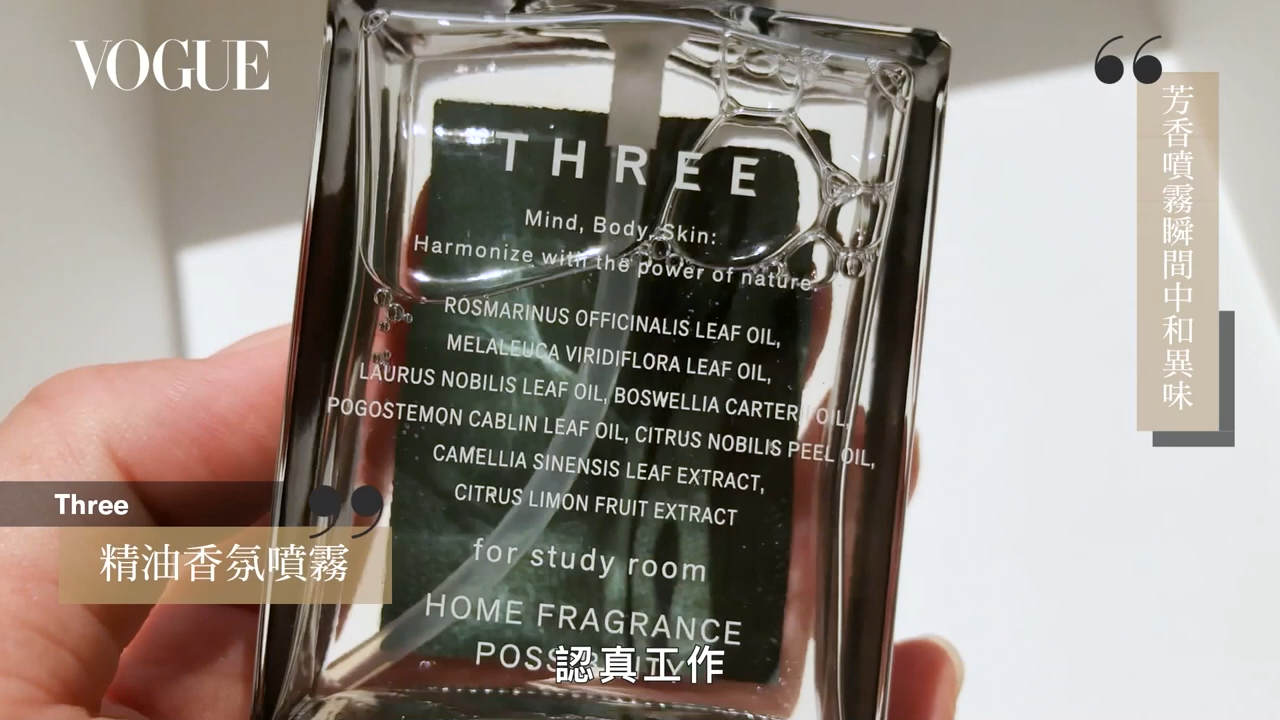 VOGUE
芳香噴霧瞬間中和異味
THREE
Mind, Body, Skin:
Harmonize with the power of nature.
ROSMARINUS OFFICINALIS LEAF OIL,
MELALEUCA VIRIDIFLORA LEAF OIL,
LAURUS NOBILIS LEAF OIL, BOSWELLIA CARTERI OIL,
POGOSTEMON CABLIN LEAF OIL, CITRUS NOBILIS PEEL OIL,
CAMELLIA SINENSIS LEAF EXTRACT,
CITRUS LIMON FRUIT EXTRACT
for study room
HOME FRAGRANCE
Three
精油香氛噴霧
認真工作